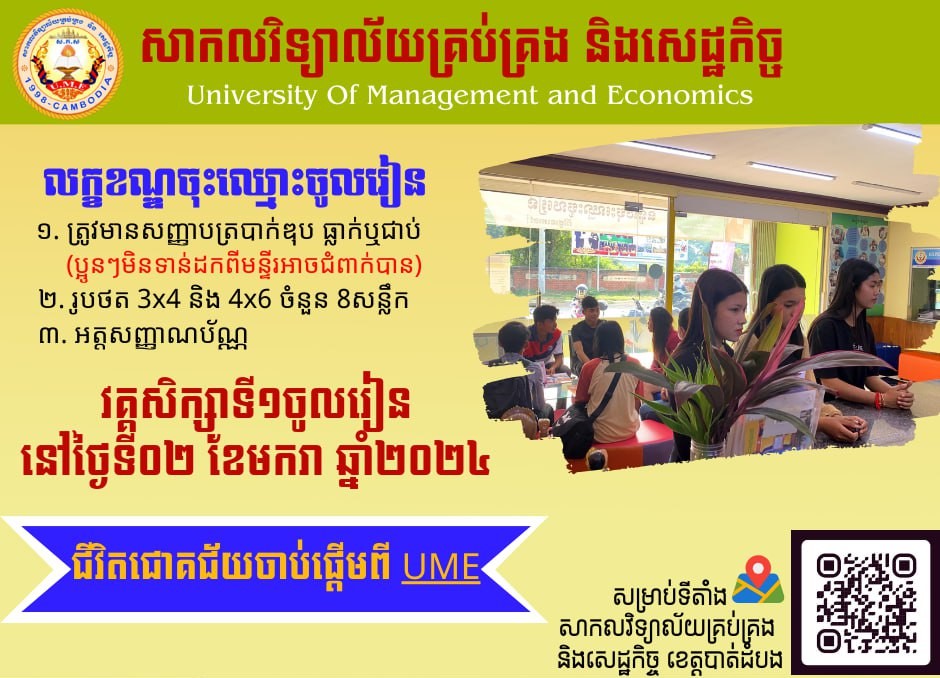 សាកលវិទ្យាល័យគ្រប់គ្រង និងសេដ្ឋកិច្ច
University Of Management and Economics
1998-CAMBODIA
លក្ខខណ្ឌចុះឈ្មោះចូលរៀន
១. ត្រូវមានសញ្ញាបត្របាក់ឌុប ធ្លាក់ឬជាប់
(ប្អូនៗមិនទាន់ដកពីមន្ទីរអាចជំពាក់បាន)
២. រូបថត 3x4 និង 4x6 ចំនួន 8សន្លឹក
៣. អត្តសញ្ញាណប័ណ្ណ
វគ្គសិក្សាទី១ចូលរៀន
នៅថ្ងៃទី០២ ខែមករា ឆ្នាំ២០២៤
ជីវិតជោគជ័យចាប់ផ្តើមពី UME
សម្រាប់ទីតាំង
សាកលវិទ្យាល័យគ្រប់គ្រង
និងសេដ្ឋកិច្ច ខេត្តបាត់ដំបង